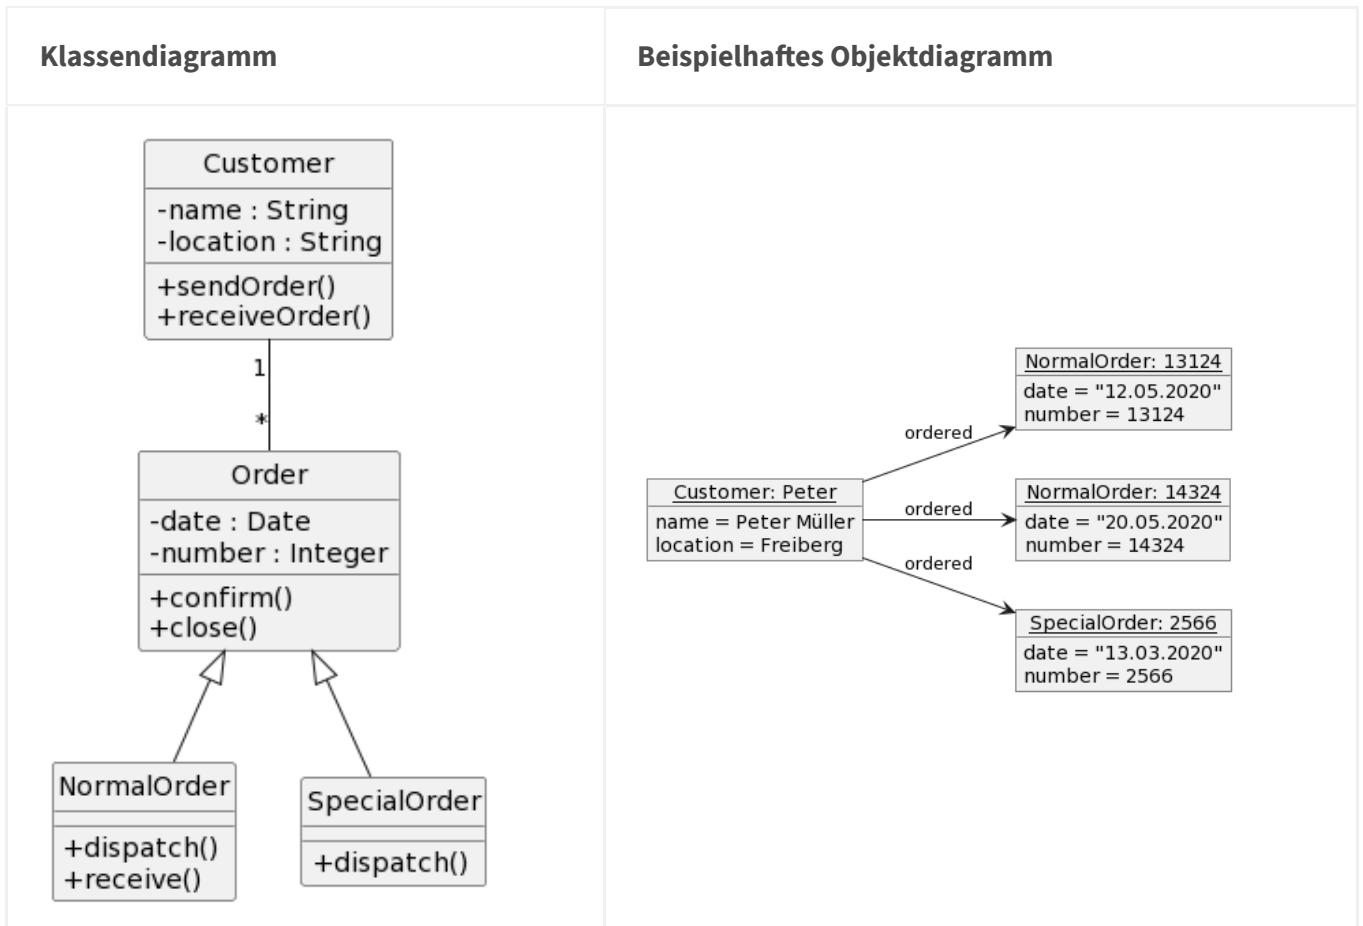 Klassendiagramm
Beispielhaftes Objektdiagramm
Customer
-name : String
-location : String
+sendOrder()
+receiveOrder()
1
*
Order
-date : Date
-number : Integer
+confirm()
+close()
NormalOrder
+dispatch()
+receive()
SpecialOrder
+dispatch()
Customer: Peter
name = Peter Müller
location = Freiberg
ordered
ordered
ordered
NormalOrder: 13124
date = "12.05.2020"
number = 13124
NormalOrder: 14324
date = "20.05.2020"
number = 14324
SpecialOrder: 2566
date = "13.03.2020"
number = 2566